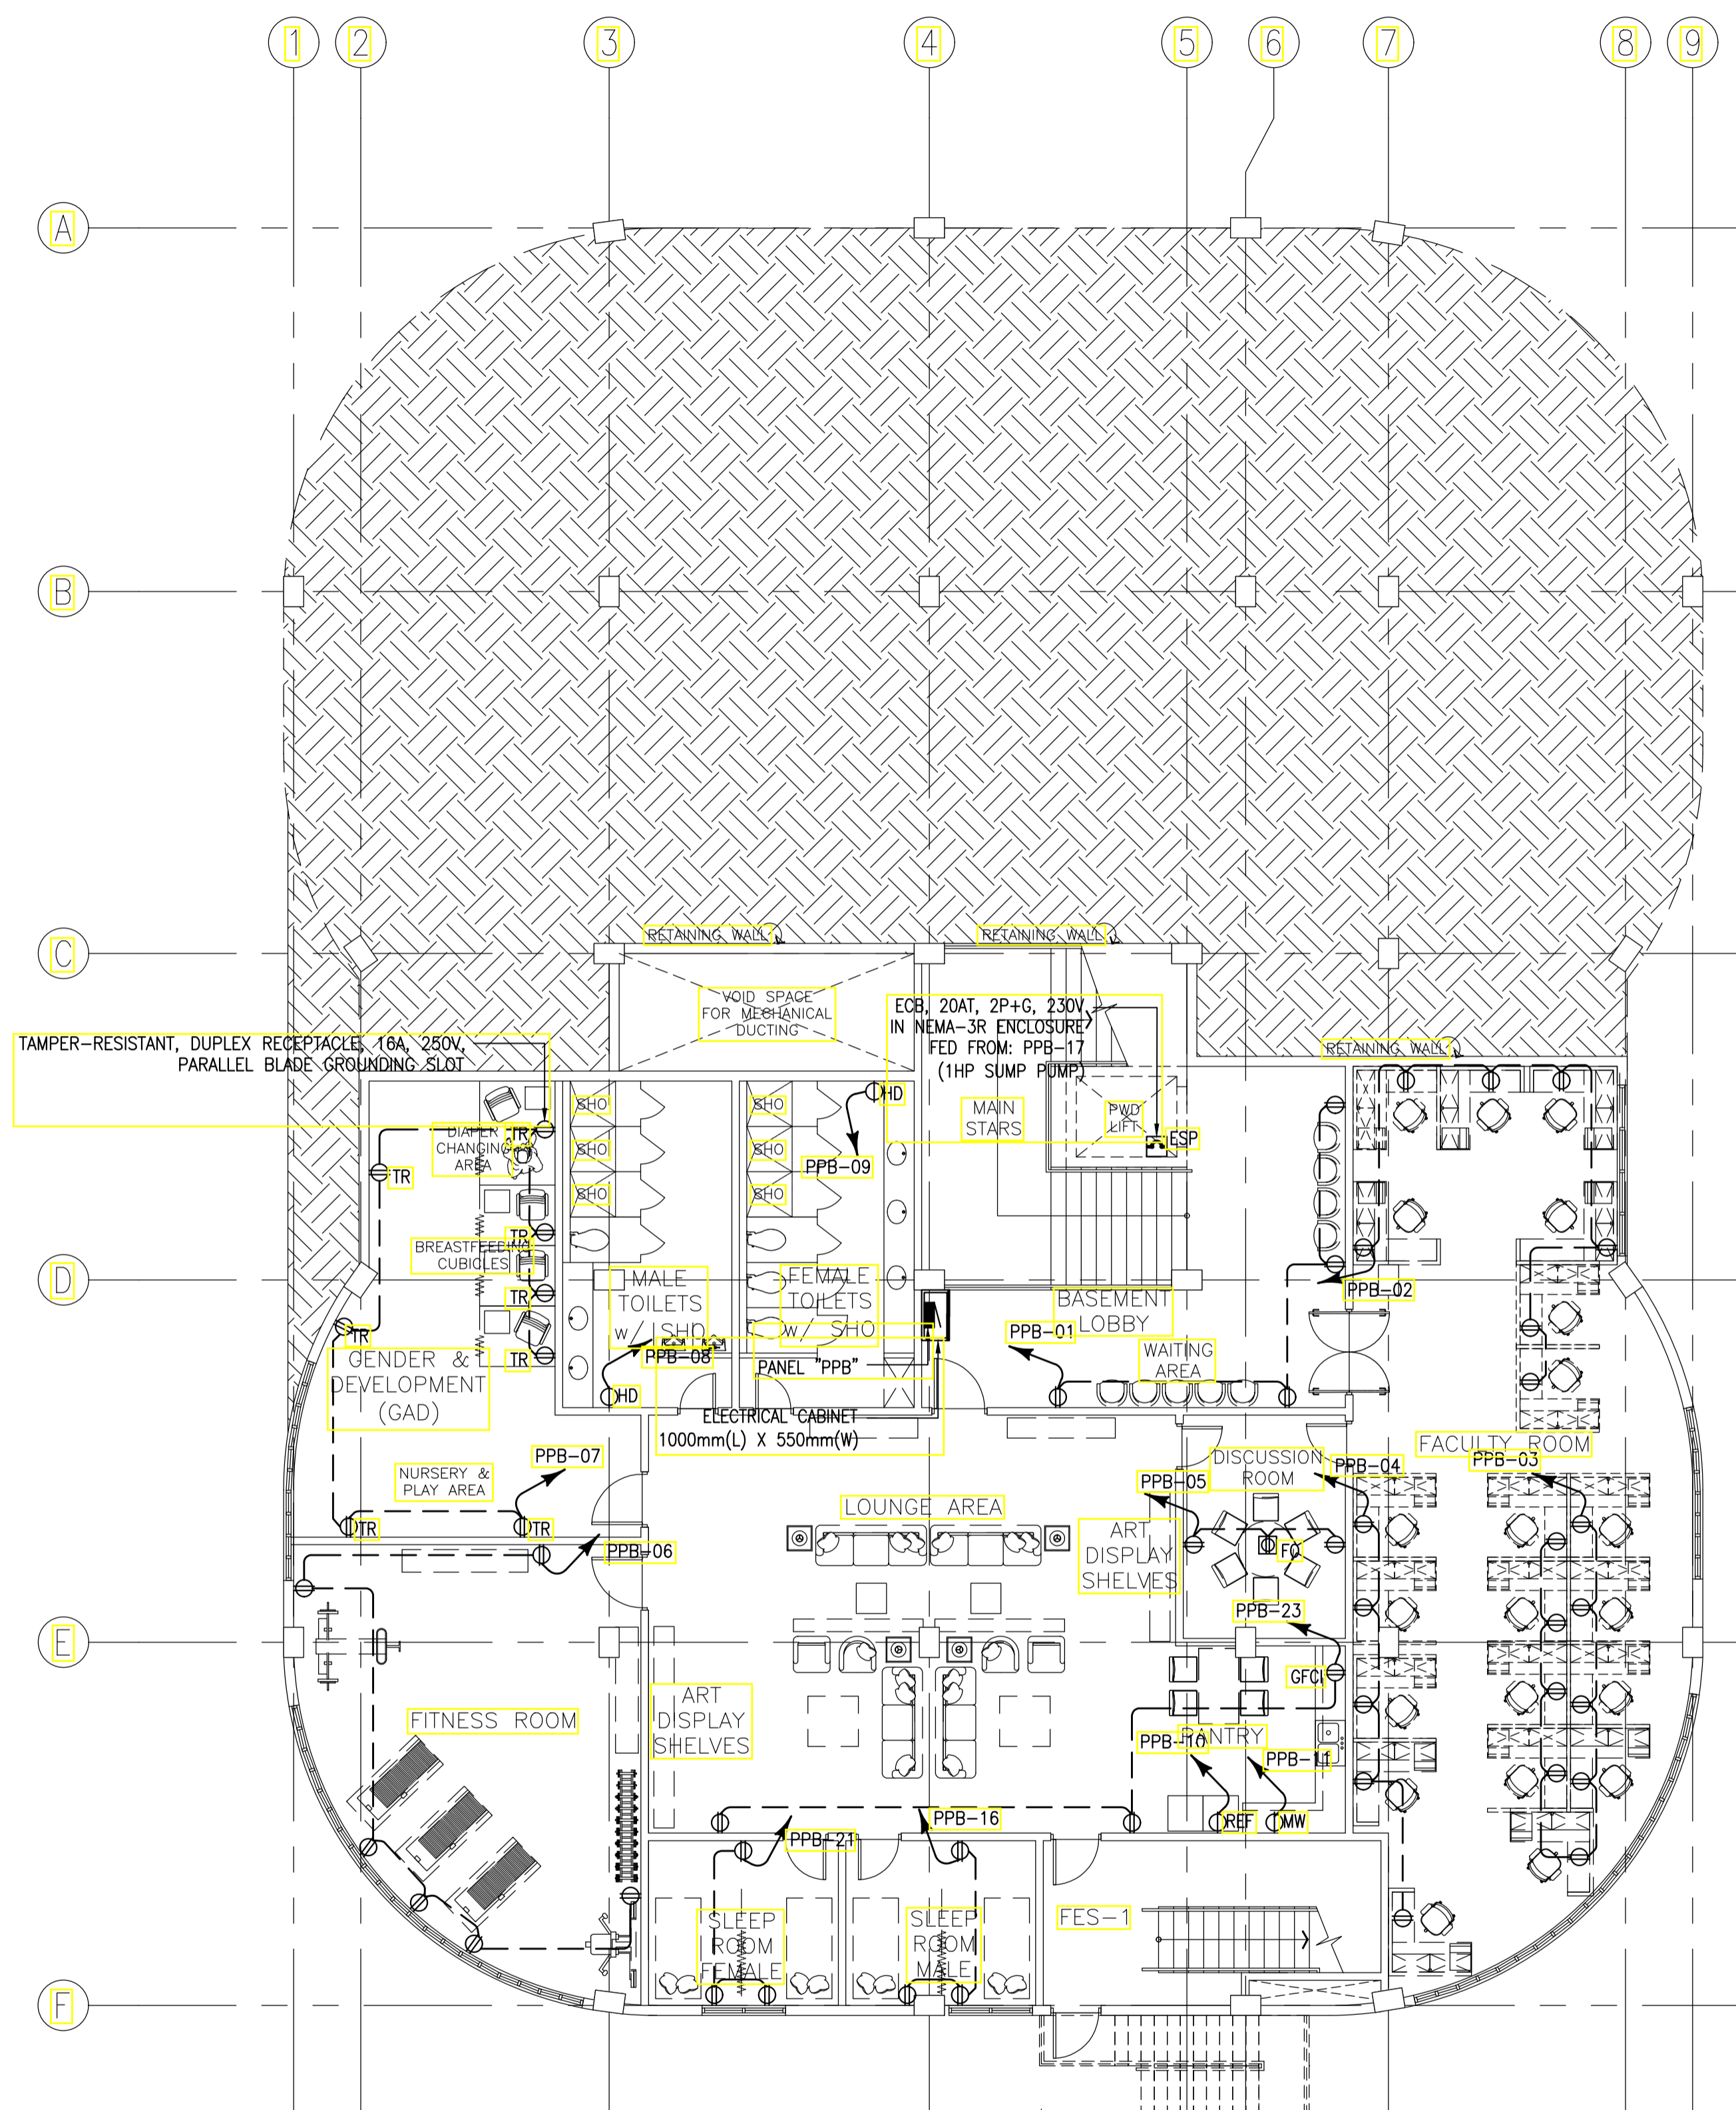 1 2 3 4 5 6 7 8 9
A
B
C
RETAINING WALL
RETAINING WALL
VOID SPACE
FOR MECHANICAL
DUCTING
ECB, 20AT, 2P+G, 230V
IN NEMA-3R ENCLOSURE
FED FROM: PPB-17
(1HP SUMP PUMP)
TAMPER-RESISTANT, DUPLEX RECEPTACLE, 16A, 250V,
PARALLEL BLADE GROUNDING SLOT
RETAINING WALL
SHO
SHO
HD
MAIN
STARS
PWD
LIFT
ESP
TR
DIAPER
CHANGING
AREA
SHO
SHO
PPB-09
TR
SHO
SHO
TR
BREASTFEEDING
CUBICLES
D
MALE
TOILETS
w/ SHO
FEMALE
TOILETS
w/ SHO
BASEMENT
LOBBY
PPB-02
TR
TR
TR
PPB-01
PPB-08
PANEL "PPB"
WAITING
AREA
GENDER &
DEVELOPMENT
(GAD)
HD
ELECTRICAL CABINET
1000mm(L) X 550mm(W)
FACULTY ROOM
PPB-07
DISCUSSION
ROOM
PPB-04
PPB-03
NURSERY &
PLAY AREA
PPB-05
LOUNGE AREA
TR
TR
ART
DISPLAY
SHELVES
PPB-06
FO
PPB-23
E
GFCI
ART
DISPLAY
SHELVES
FITNESS ROOM
PANTRY
PPB-10
PPB-11
PPB-16
REF
MW
PPB-21
SLEEP
ROOM
FEMALE
SLEEP
ROOM
MALE
FES-1
F